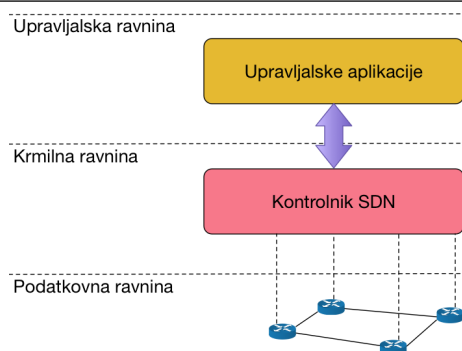 Upravljalska ravnina
Upravljalske aplikacije
Krmilna ravnina
Kontrolnik SDN
Podatkovna ravnina